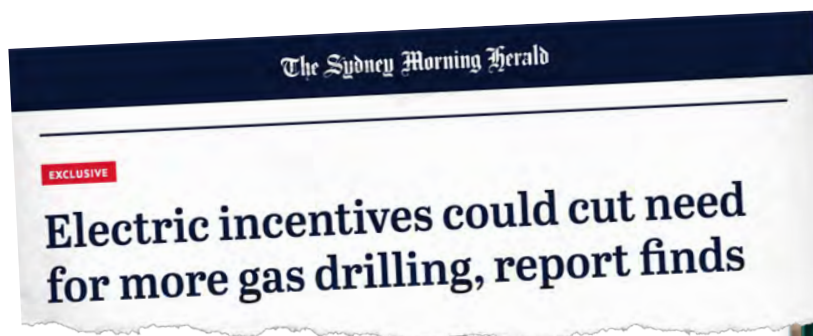 The Sydney Morning Herald
EXCLUSIVE
Electric incentives could cut need
for more gas drilling, report finds